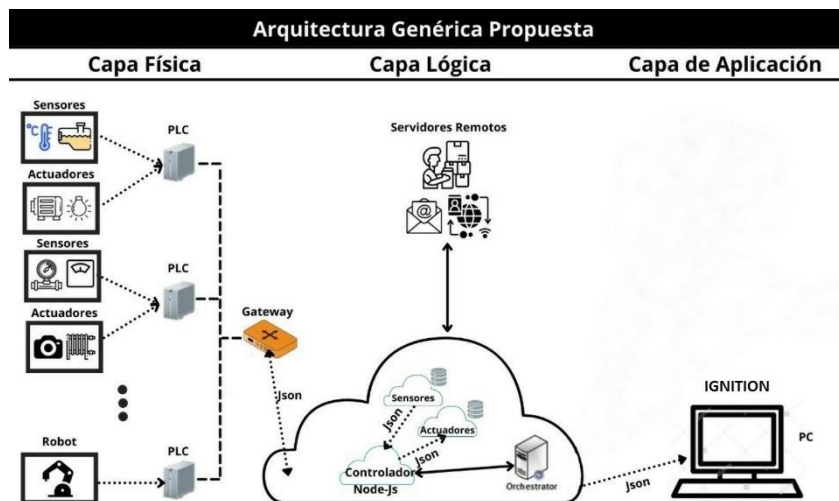 Arquitectura Genérica Propuesta
Capa Física
Capa Lógica
Capa de Aplicación
Sensores
°C
PLC
Actuadores
Sensores
PLC
Actuadores
Gateway
Json
Robot
PLC
Servidores Remotos
@
Sensores
Json
Actuadores
Json
Controlador
Node-Js
Orchestrator
Json
IGNITION
PC